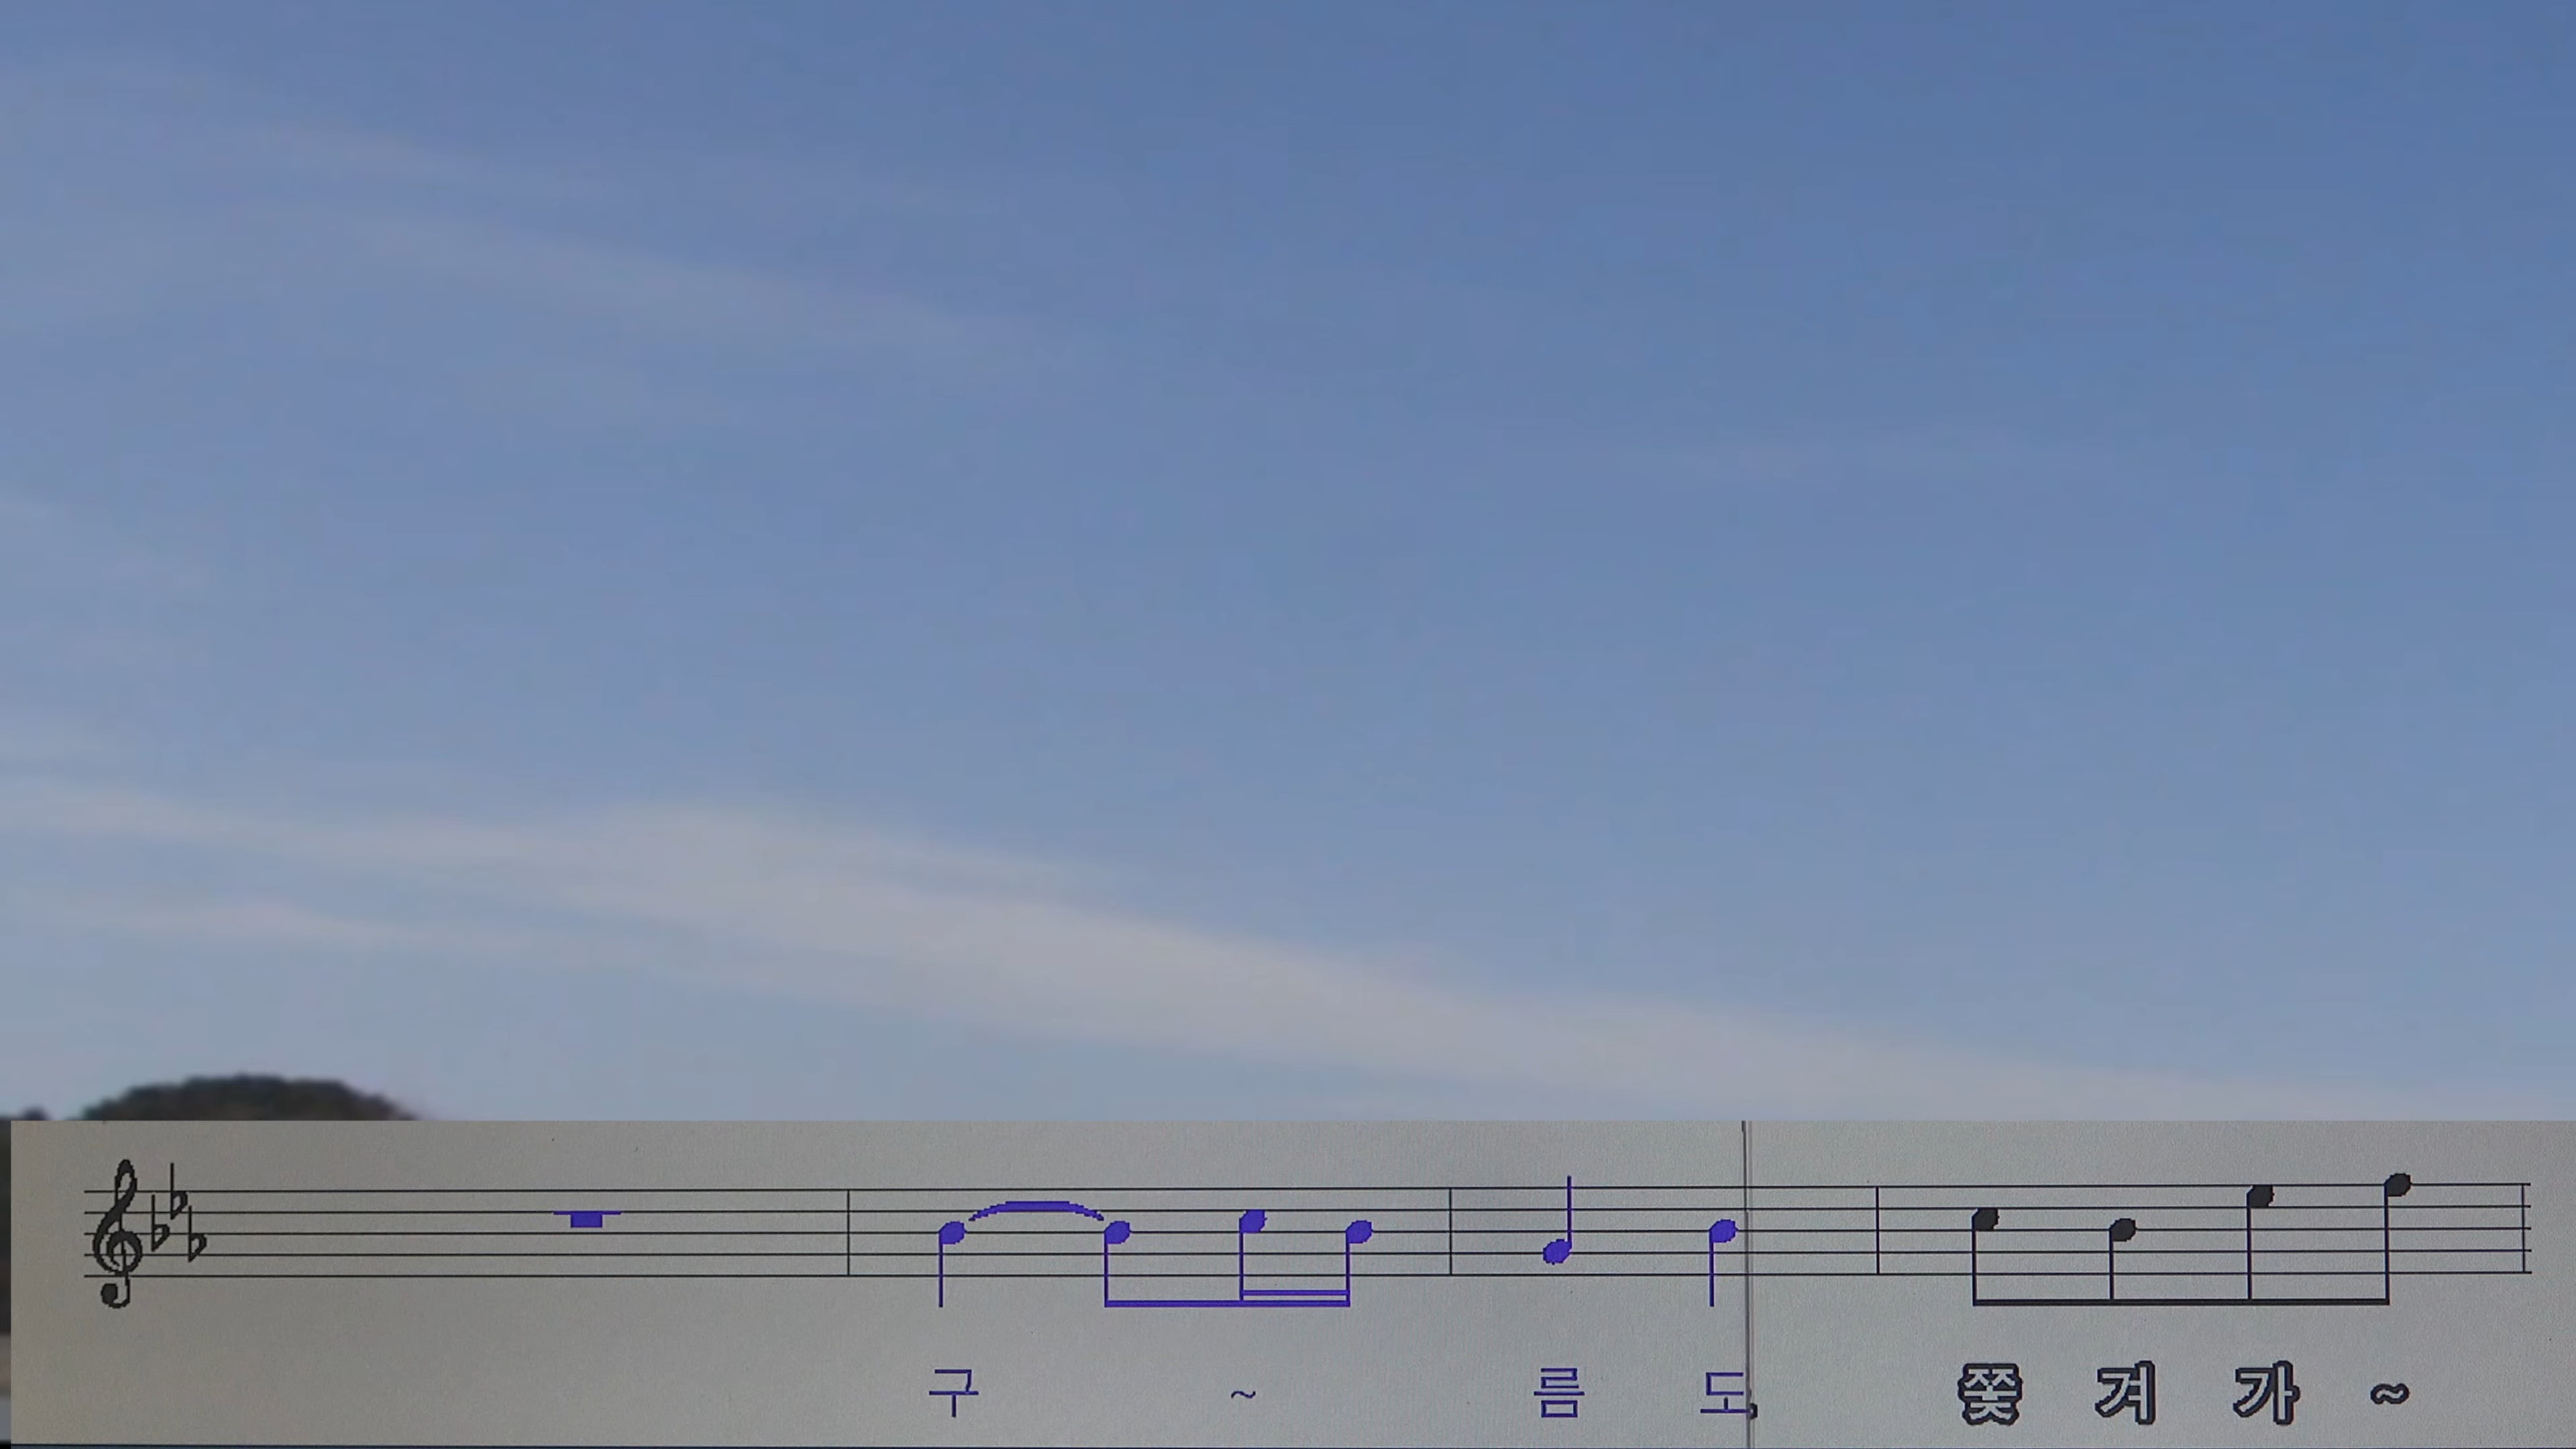 구 ~ 름 도, 쫓 겨 가 ~